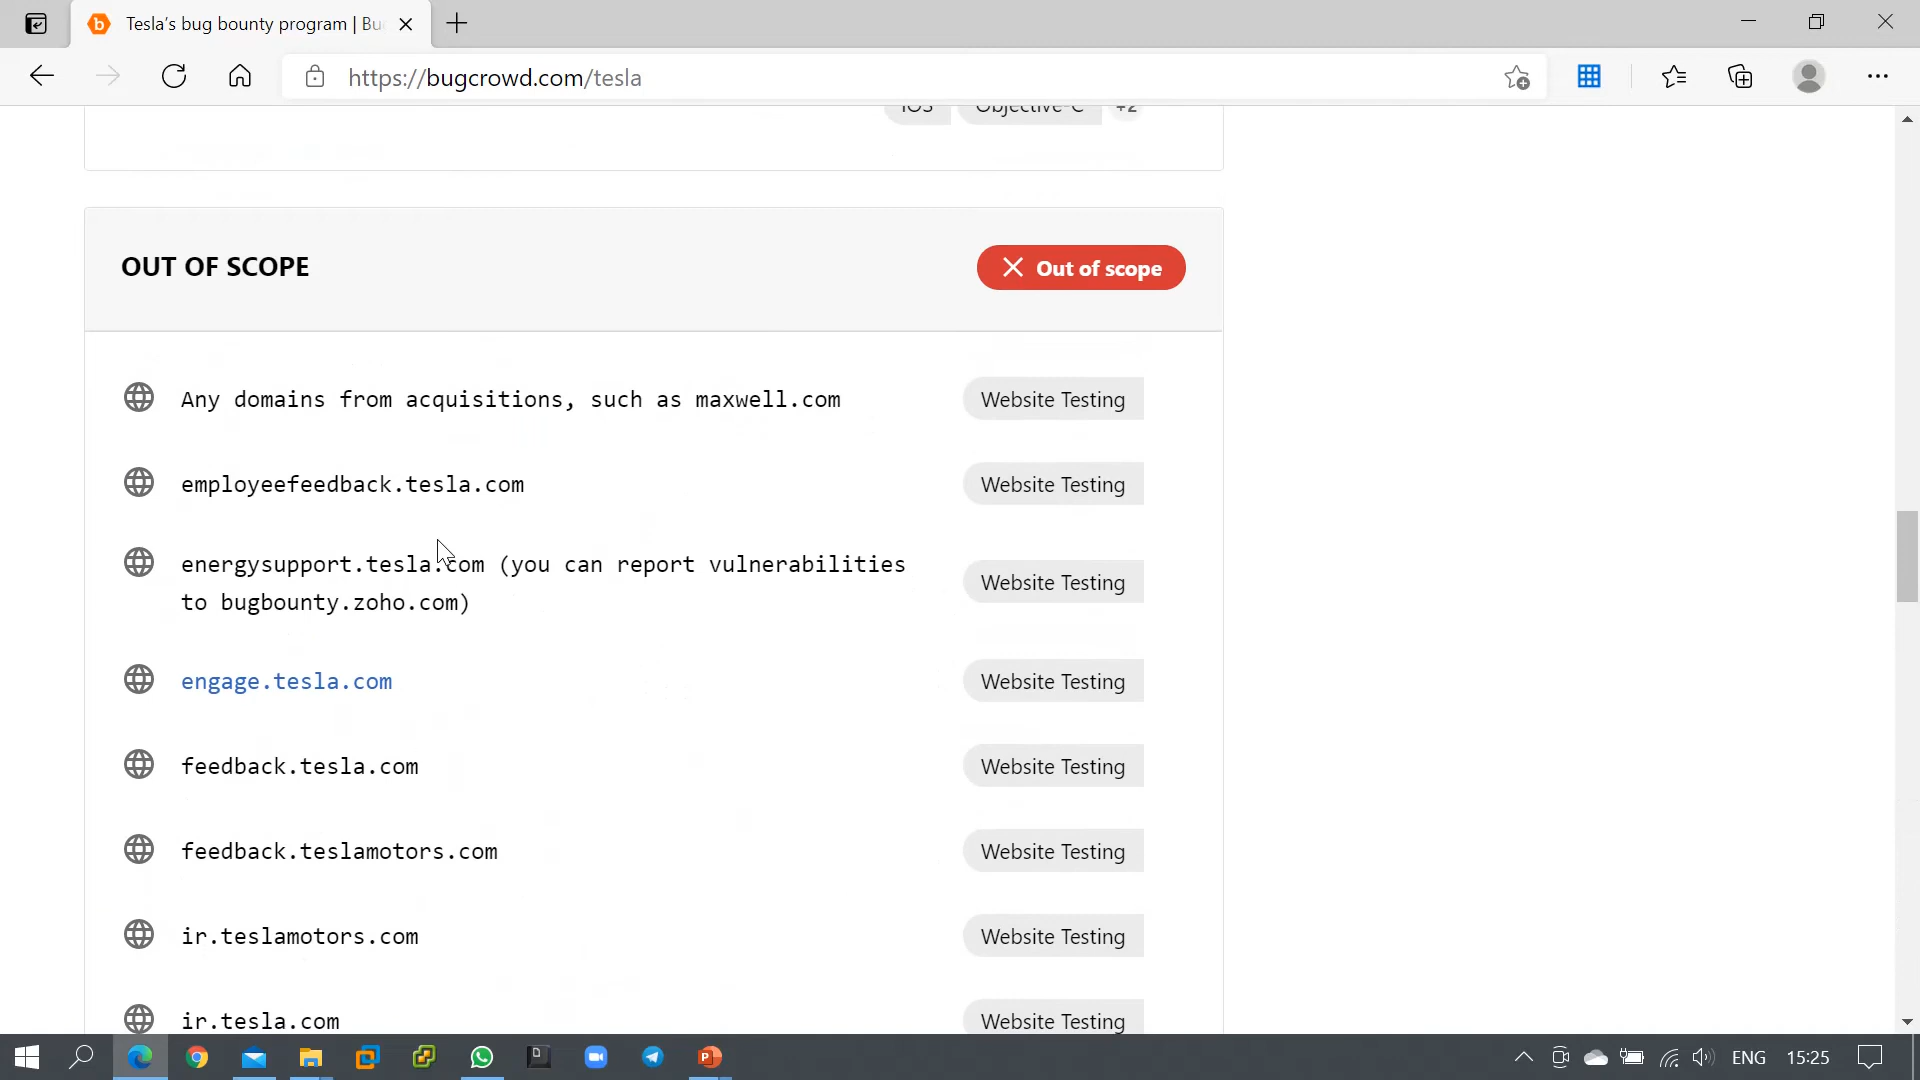 Tesla's bug bounty program | Bu
https://bugcrowd.com/tesla
iOS
Objective-C
+2
OUT OF SCOPE
Out of scope
Any domains from acquisitions, such as maxwell.com
Website Testing
employeefeedback.tesla.com
Website Testing
energysupport.tesla.com (you can report vulnerabilities
to bugbounty.zoho.com)
Website Testing
engage.tesla.com
Website Testing
feedback.tesla.com
Website Testing
feedback.teslamotors.com
Website Testing
ir.teslamotors.com
Website Testing
ir.tesla.com
Website Testing
ENG
15:25